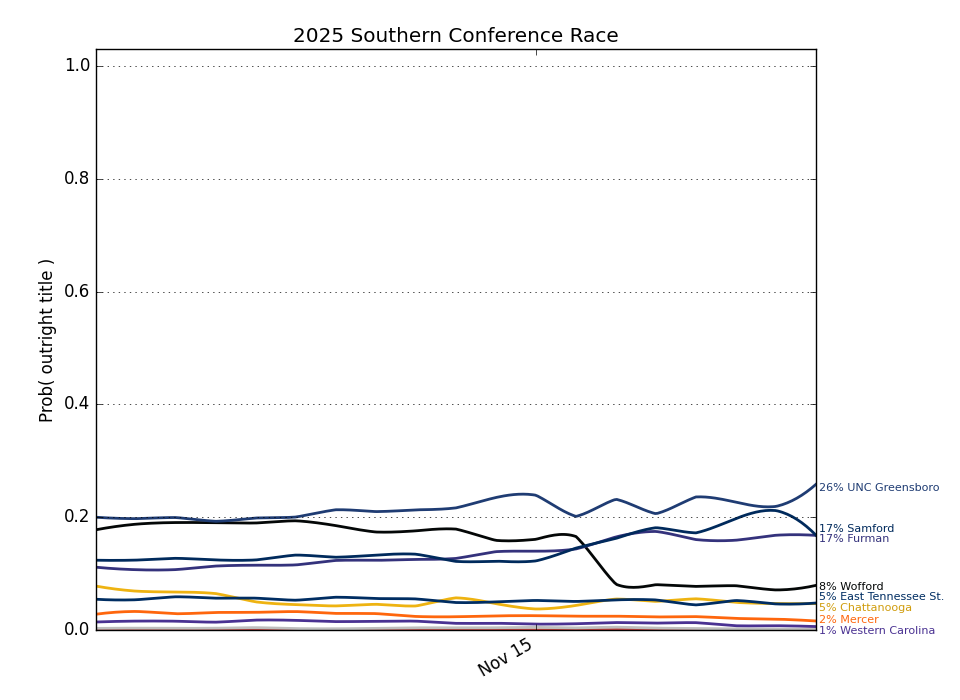 2025 Southern Conference Race
Prob( outright title )
1.0
0.8
0.6
0.4
0.2
0.0
Nov 15
26% UNC Greensboro
17% Samford
17% Furman
8% Wofford
5% East Tennessee St.
5% Chattanooga
2% Mercer
1% Western Carolina